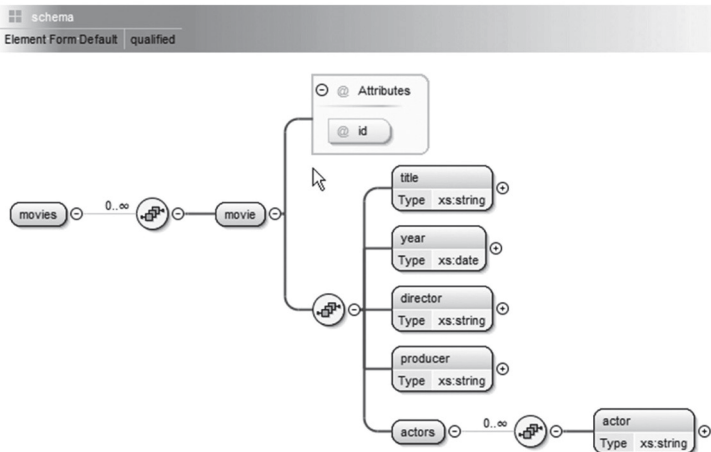 schema
Element Form Default qualified
@ Attributes
@ id
movies 0..∞ movie
title
Type xs:string
year
Type xs:date
director
Type xs:string
producer
Type xs:string
actors 0..∞
actor
Type xs:string